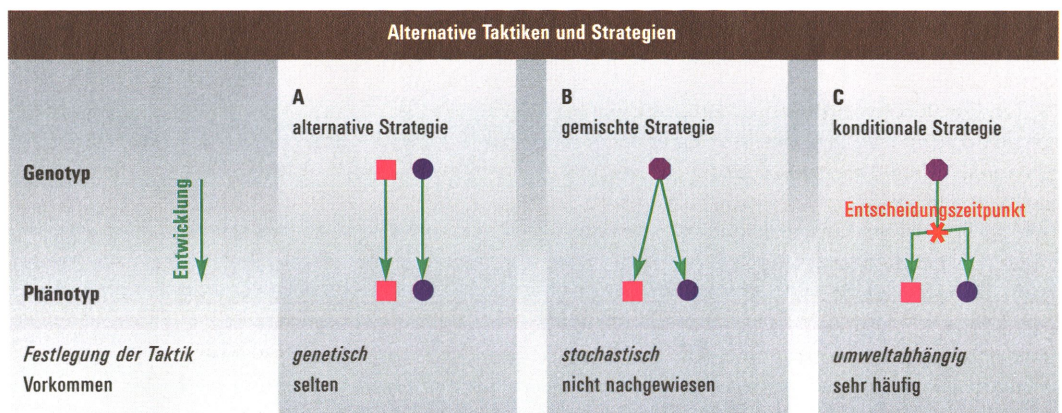 Alternative Taktiken und Strategien
A
alternative Strategie
B
gemischte Strategie
C
konditionale Strategie
Genotyp
Entwicklung
Entscheidungszeitpunkt
Phänotyp
Festlegung der Taktik
genetisch
stochastisch
umweltabhängig
Vorkommen
selten
nicht nachgewiesen
sehr häufig